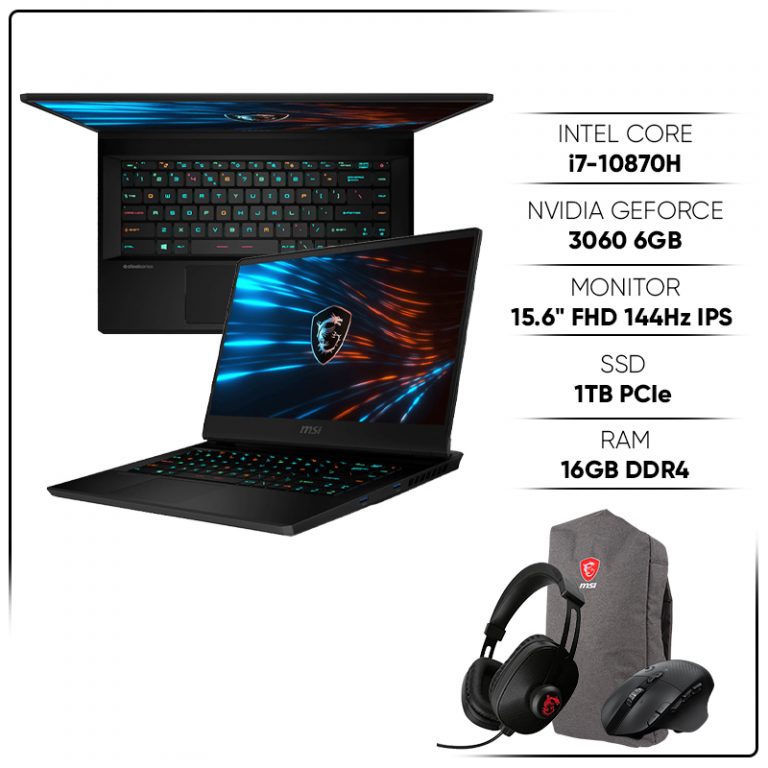 INTEL CORE
i7-10870H
NVIDIA GEFORCE
3060 6GB
MONITOR
15.6" FHD 144Hz IPS
SSD
1TB PCIe
RAM
16GB DDR4
steelseries
msi
msi